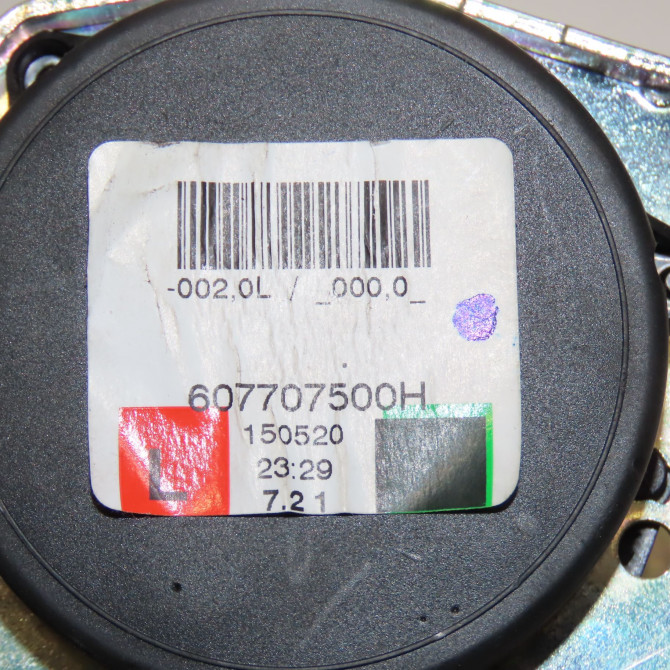 -002,0L / _000,0_
607707500H
150520
L
23:29
7.2 1